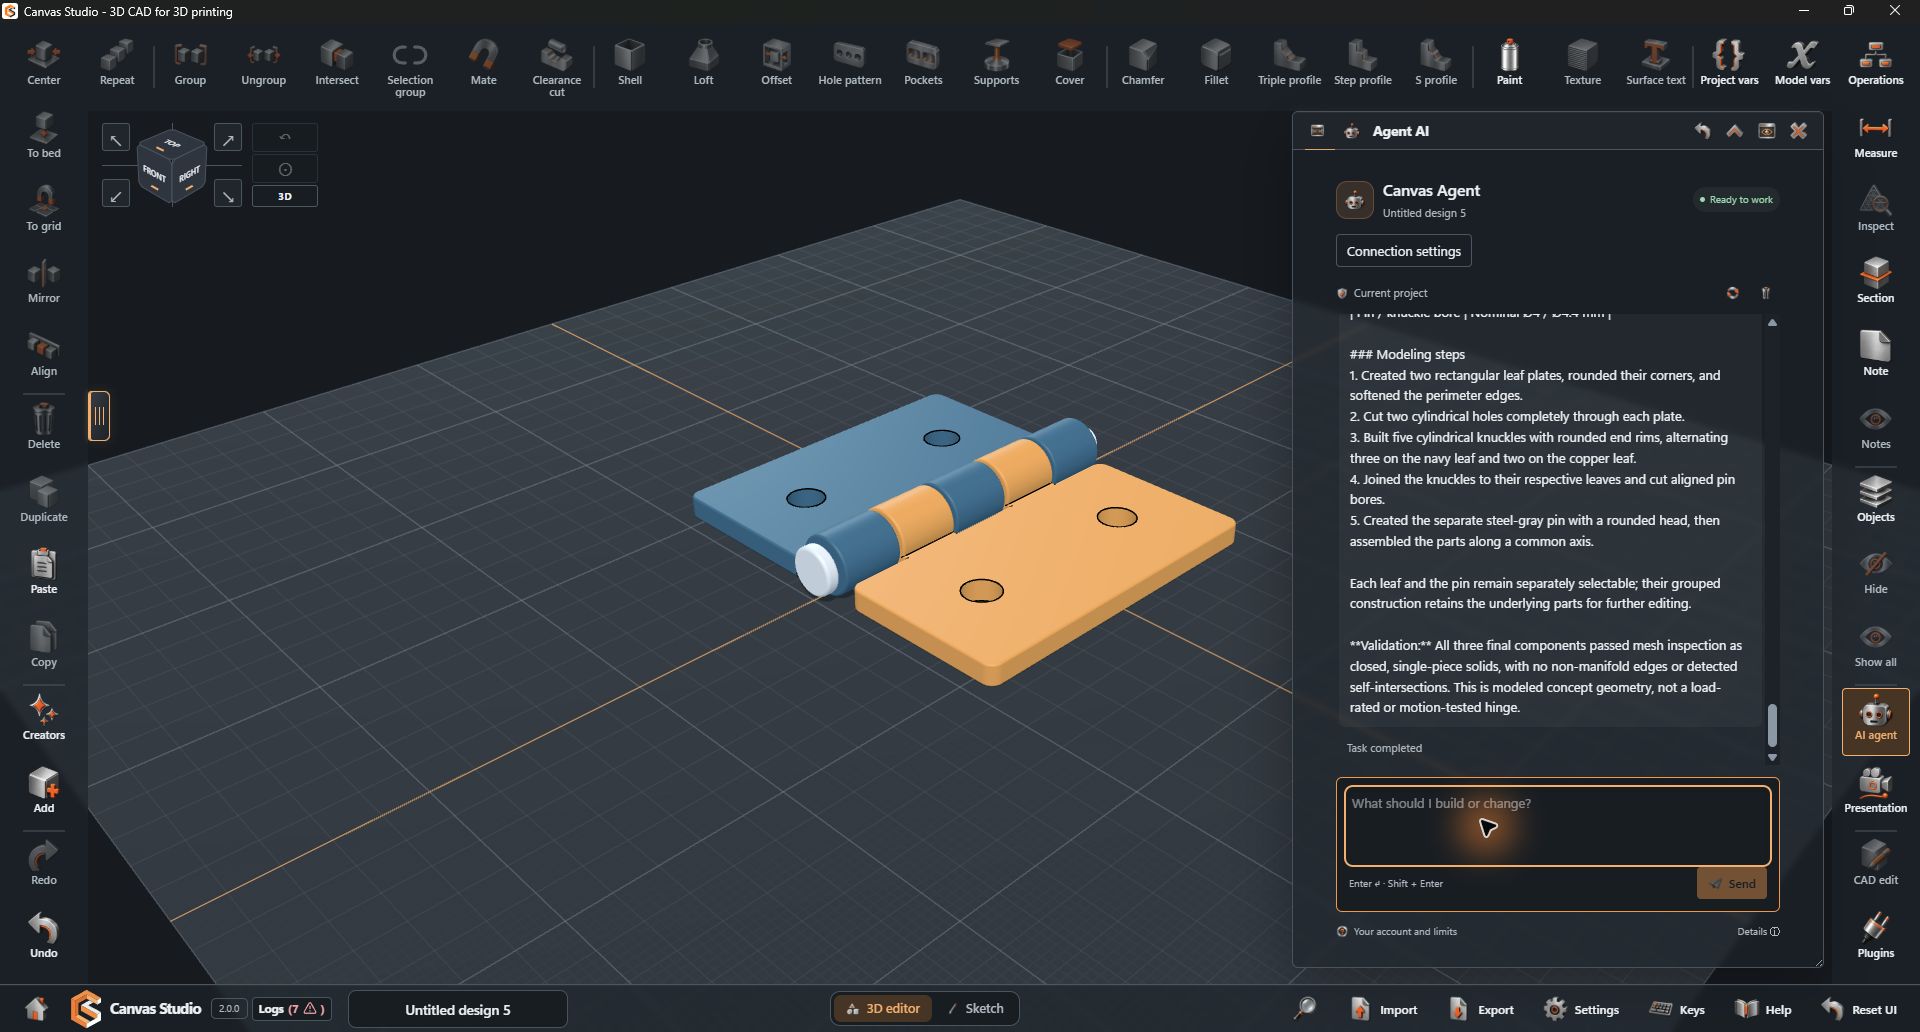 Canvas Studio - 3D CAD for 3D printing
Center
Repeat
Group
Ungroup
Intersect
Selection group
Mate
Clearance cut
Shell
Loft
Offset
Hole pattern
Pockets
Supports
Cover
Chamfer
Fillet
Triple profile
Step profile
S profile
Paint
Texture
Surface text
Project vars
Model vars
Operations
To bed
To grid
Mirror
Align
Delete
Duplicate
Paste
Copy
Creators
Add
Redo
Undo
TOP
FRONT
RIGHT
3D
Agent AI
Canvas Agent
Untitled design 5
Ready to work
Connection settings
Current project
### Modeling steps
1. Created two rectangular leaf plates, rounded their corners, and
softened the perimeter edges.
2. Cut two cylindrical holes completely through each plate.
3. Built five cylindrical knuckles with rounded end rims, alternating
three on the navy leaf and two on the copper leaf.
4. Joined the knuckles to their respective leaves and cut aligned pin
bores.
5. Created the separate steel-gray pin with a rounded head, then
assembled the parts along a common axis.
Each leaf and the pin remain separately selectable; their grouped
construction retains the underlying parts for further editing.
**Validation:** All three final components passed mesh inspection as
closed, single-piece solids, with no non-manifold edges or detected
self-intersections. This is modeled concept geometry, not a load-
rated or motion-tested hinge.
Task completed
What should I build or change?
Enter ↵ · Shift + Enter
Send
Your account and limits
Details
Measure
Inspect
Section
Note
Notes
Objects
Hide
Show all
AI agent
Presentation
CAD edit
Plugins
Canvas Studio
2.0.0
Logs (7 ⚠)
Untitled design 5
3D editor
Sketch
Import
Export
Settings
Keys
Help
Reset UI